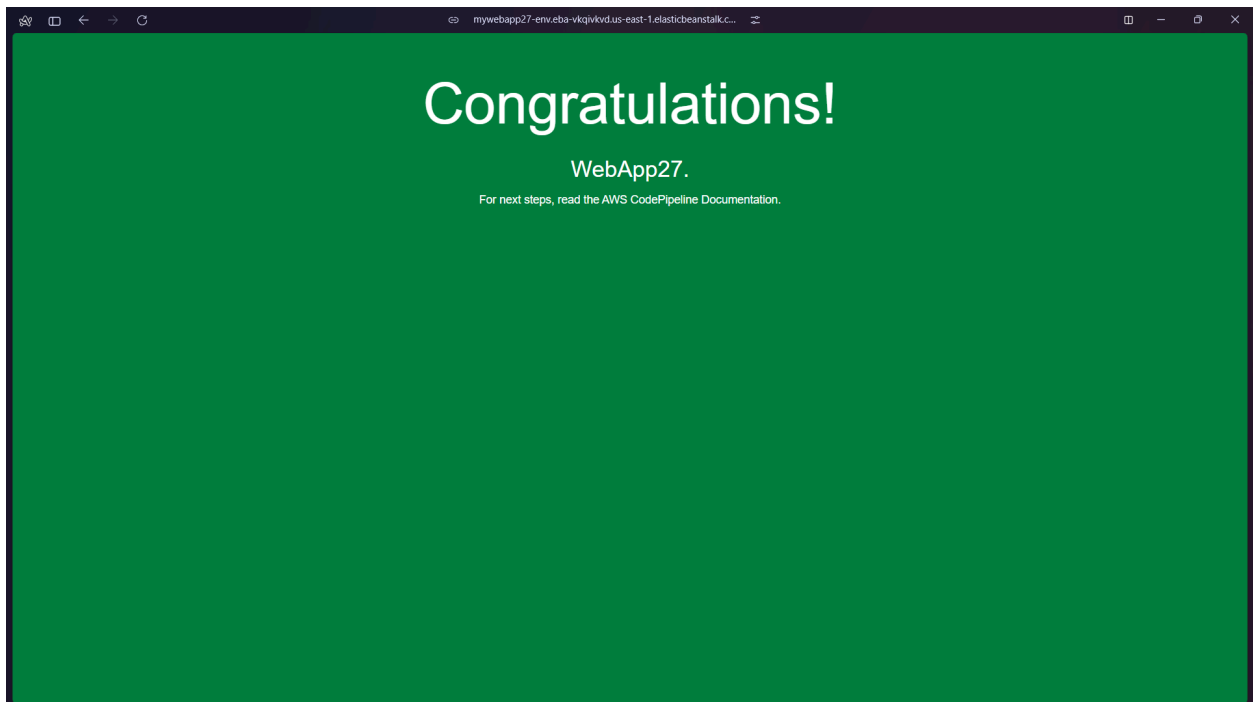 mywebapp27-env.eba-vkqivkvd.us-east-1.elasticbeanstalk.c...
Congratulations!
WebApp27.
For next steps, read the AWS CodePipeline Documentation.